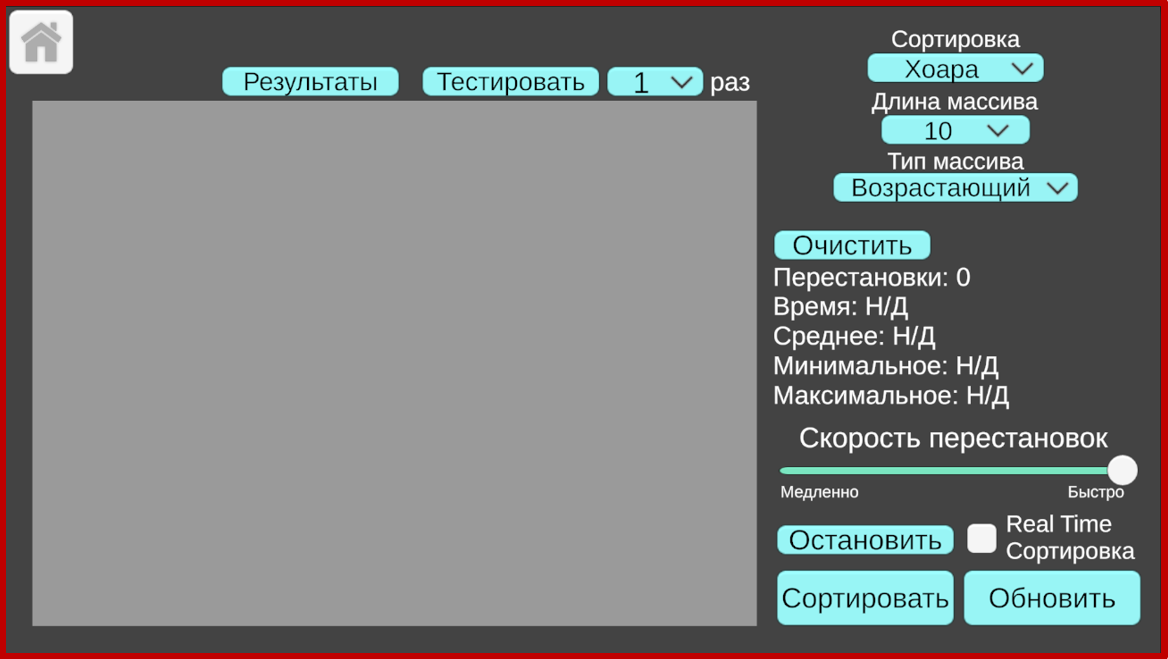 Сортировка
Хоара
Результаты Тестировать 1 раз
Длина массива
10
Тип массива
Возрастающий
Очистить
Перестановки: 0
Время: Н/Д
Среднее: Н/Д
Минимальное: Н/Д
Максимальное: Н/Д
Скорость перестановок
Медленно Быстро
Остановить
Real Time
Сортировка
Сортировать Обновить